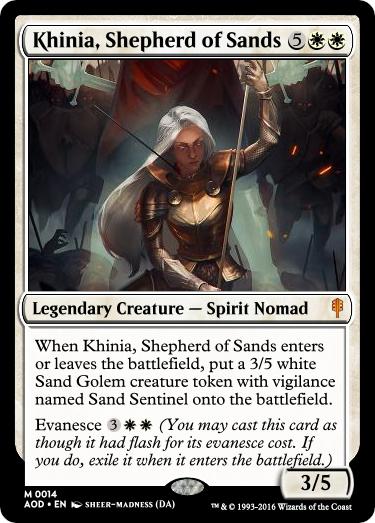 Khinia, Shepherd of Sands 5
Legendary Creature — Spirit Nomad
When Khinia, Shepherd of Sands enters
or leaves the battlefield, put a 3/5 white
Sand Golem creature token with vigilance
named Sand Sentinel onto the battlefield.
Evanesce 3 (You may cast this card as
though it had flash for its evanesce cost. If
you do, exile it when it enters the battlefield.)
3/5
M 0014
AOD • EN SHEER-MADNESS (DA)
™ & © 1993-2016 Wizards of the Coast